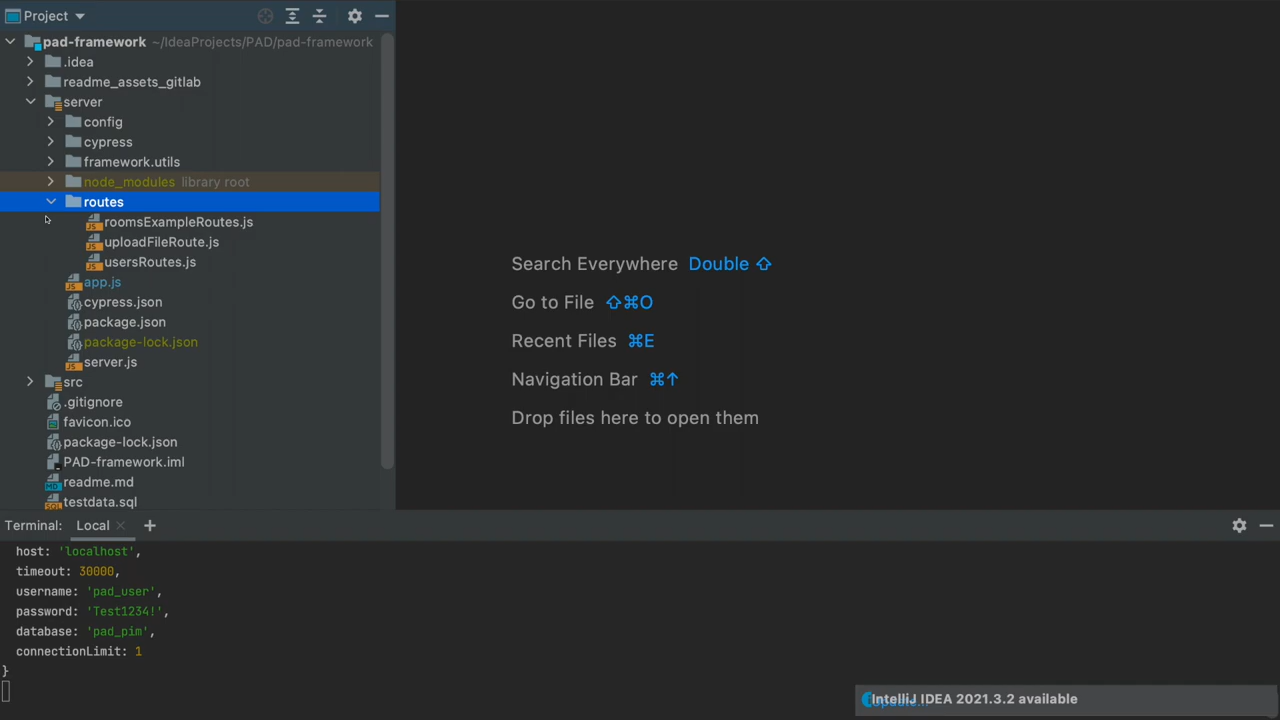 Project
pad-framework ~/IdeaProjects/PAD/pad-framework
.idea
readme_assets_gitlab
server
config
cypress
framework.utils
node_modules library root
routes
roomsExampleRoutes.js
uploadFileRoute.js
usersRoutes.js
app.js
cypress.json
package.json
package-lock.json
server.js
src
.gitignore
favicon.ico
package-lock.json
PAD-framework.iml
readme.md
testdata.sql
Search Everywhere Double ⇧
Go to File ⇧⌘O
Recent Files ⌘E
Navigation Bar ⌘↑
Drop files here to open them
Terminal: Local
host: 'localhost',
timeout: 30000,
username: 'pad_user',
password: 'Test1234!',
database: 'pad_pim',
connectionLimit: 1
}
IntelliJ IDEA 2021.3.2 available